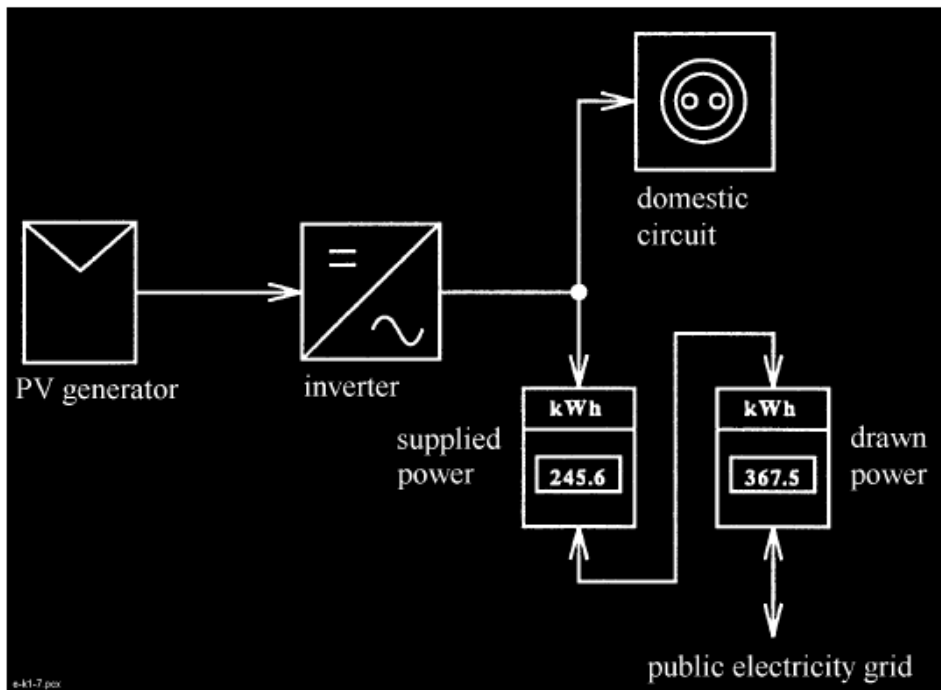 domestic
circuit
PV generator
inverter
kWh
kWh
supplied
power
drawn
power
245.6
367.5
public electricity grid
e-k1-7.pcx